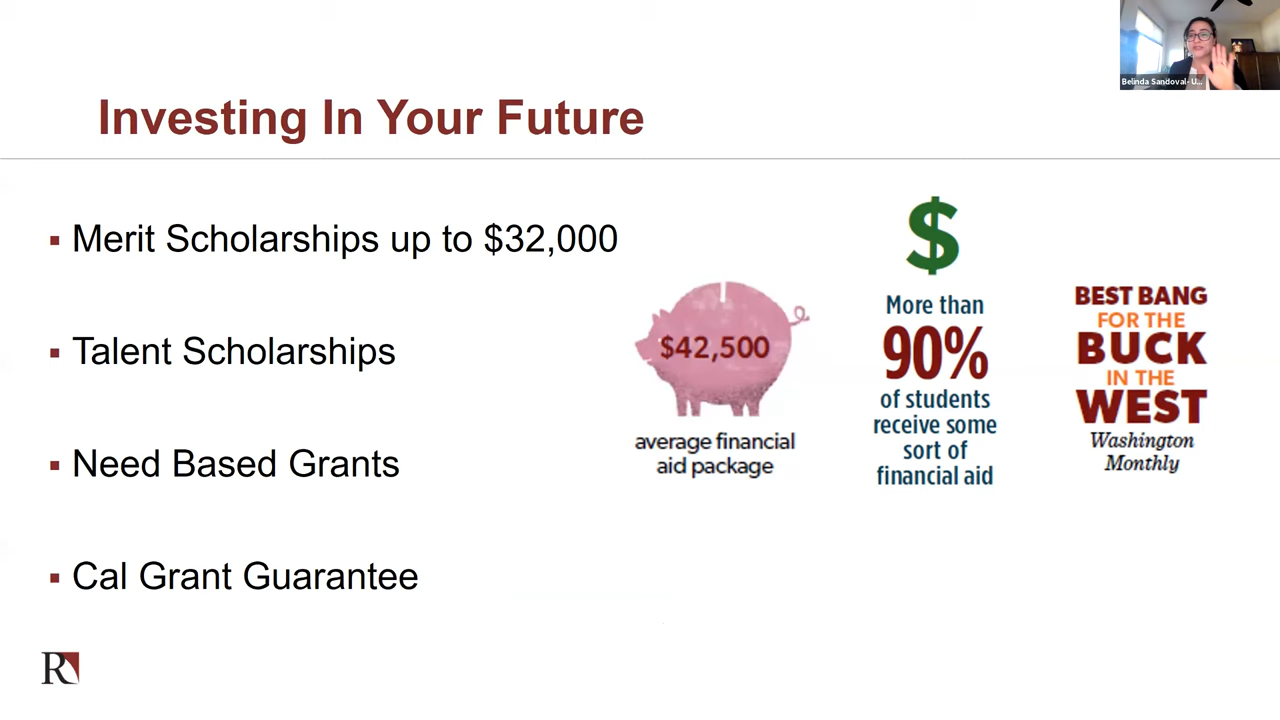 Belinda Sandoval- U...
Investing In Your Future
Merit Scholarships up to $32,000
Talent Scholarships
Need Based Grants
Cal Grant Guarantee
$42,500
average financial
aid package
$
More than
90%
of students
receive some
sort of
financial aid
BEST BANG
FOR THE
BUCK
IN THE
WEST
Washington
Monthly
R